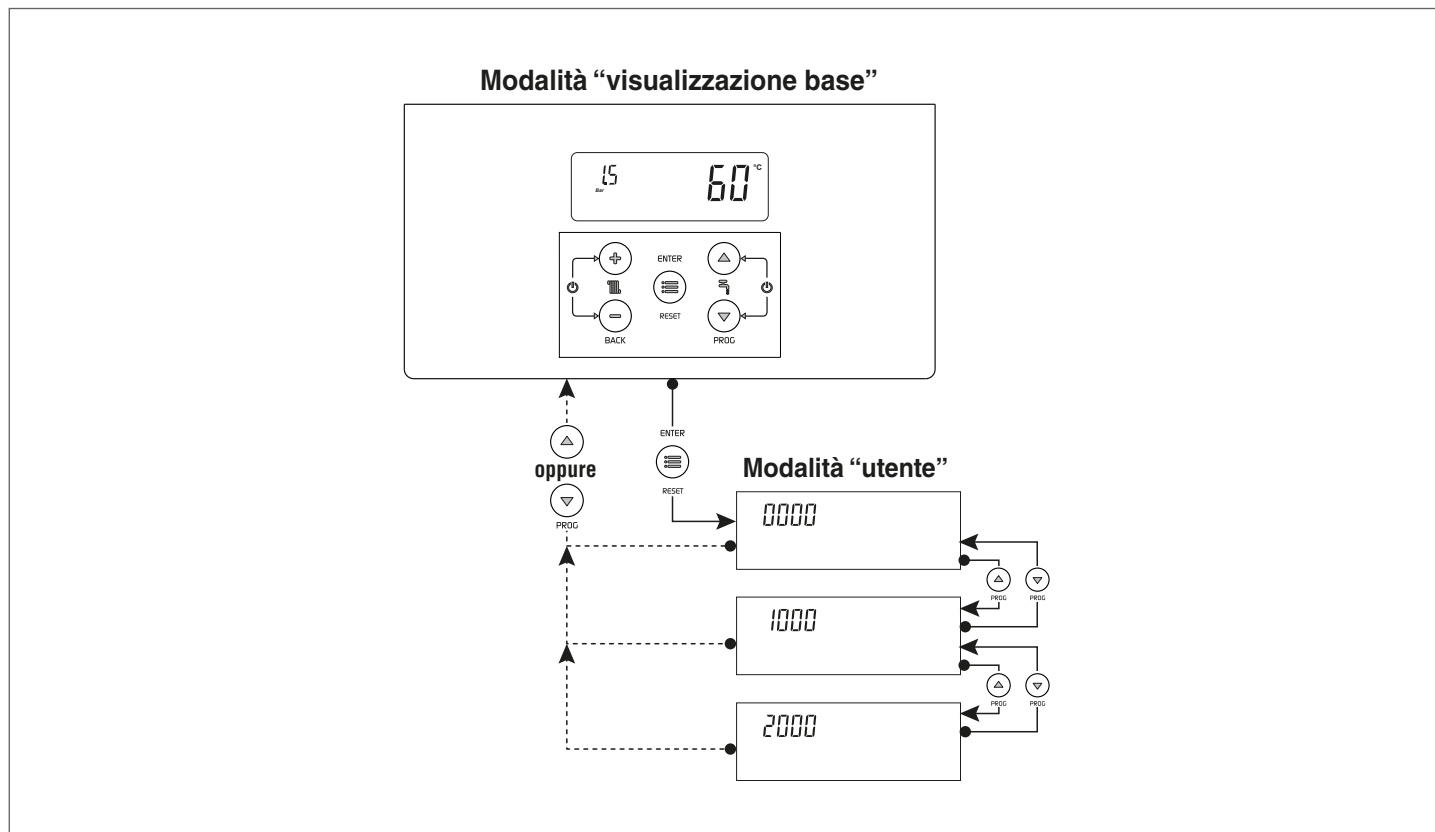 Modalità “visualizzazione base”
1.5
Bar
60 °C
ENTER
RESET
BACK
PROG
ENTER
RESET
oppure
PROG
Modalità “utente”
0000
PROG
PROG
1000
PROG
PROG
2000